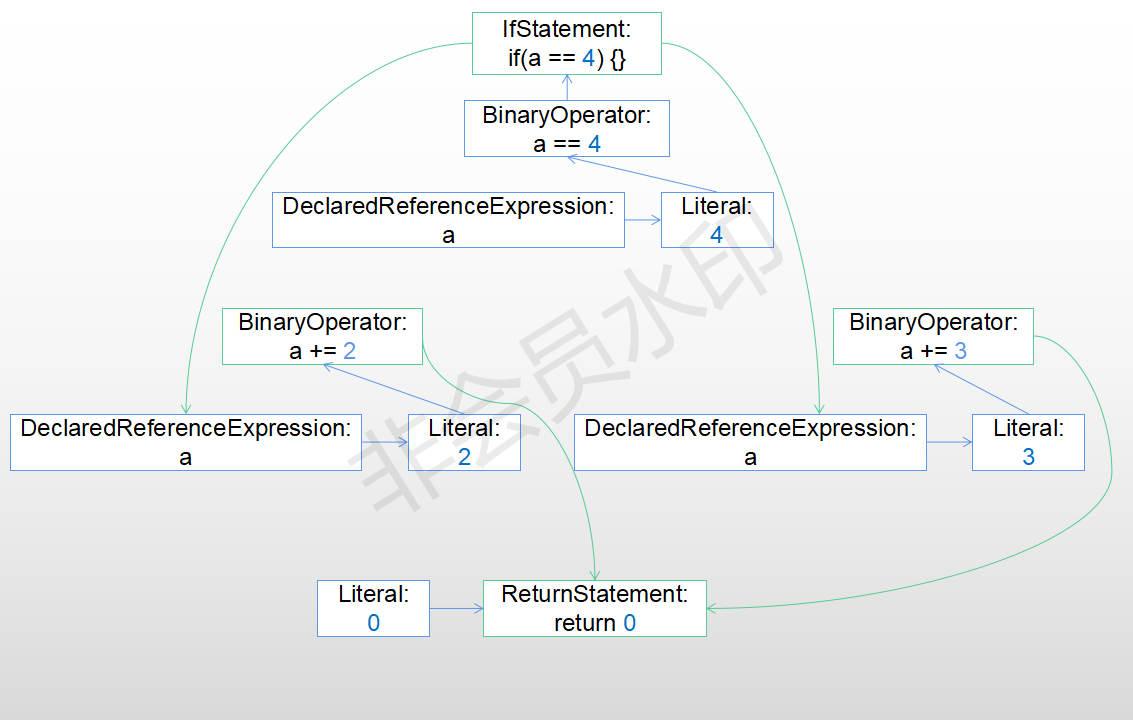 IfStatement:
if(a == 4) {}
BinaryOperator:
a == 4
DeclaredReferenceExpression:
a
Literal:
4
BinaryOperator:
a += 2
BinaryOperator:
a += 3
DeclaredReferenceExpression:
a
Literal:
2
DeclaredReferenceExpression:
a
Literal:
3
Literal:
0
ReturnStatement:
return 0
非会员水印